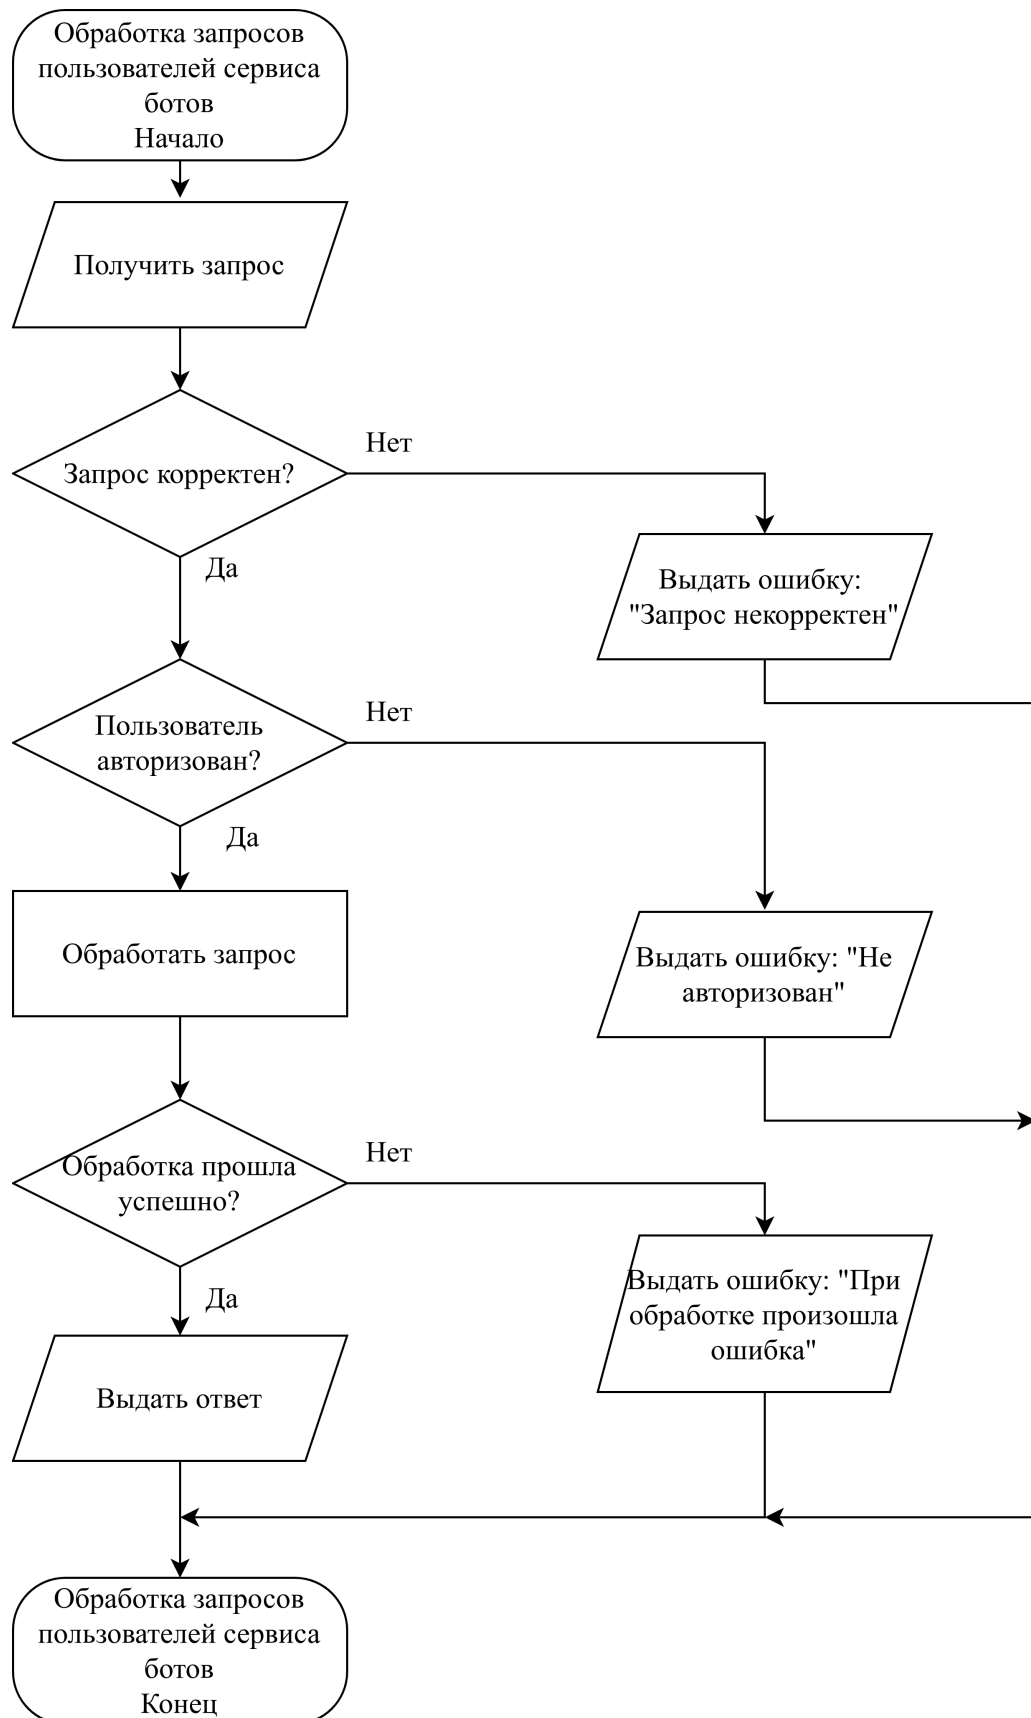 Обработка запросов
пользователей сервиса
ботов
Начало
Получить запрос
Запрос корректен?
Нет
Да
Выдать ошибку:
"Запрос некорректен"
Пользователь
авторизован?
Нет
Да
Обработать запрос
Выдать ошибку: "Не
авторизован"
Обработка прошла
успешно?
Нет
Да
Выдать ошибку: "При
обработке произошла
ошибка"
Выдать ответ
Обработка запросов
пользователей сервиса
ботов
Конец